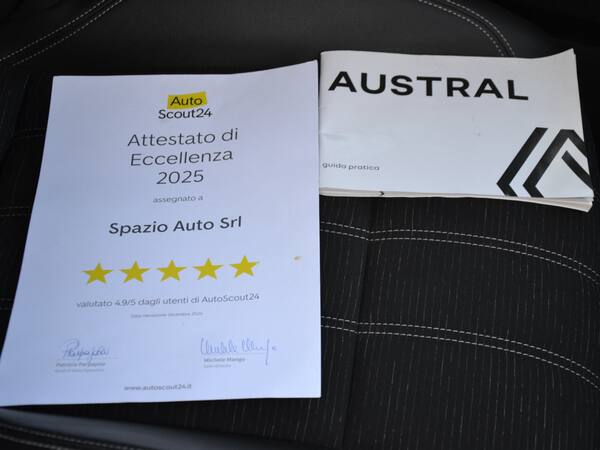 Auto
Scout24
Attestato di
Eccellenza
2025
assegnato a
Spazio Auto Srl
valutato 4.9/5 dagli utenti di AutoScout24
www.autoscout24.it
AUSTRAL
guida pratica